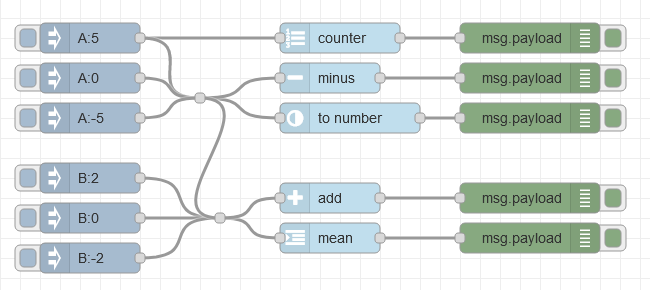 A:5 counter msg.payload
A:0 minus msg.payload
A:-5 to number msg.payload
B:2
add msg.payload
B:0
mean msg.payload
B:-2